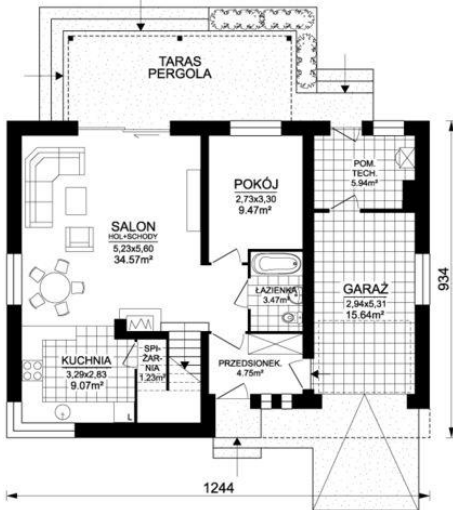 TARAS
PERGOLA
POM.
TECH.
5.94m²
POKÓJ
2,73x3,30
9.47m²
SALON
HOL+SCHODY
5,23x5,60
34.57m²
ŁAZIENKA
3.47m²
GARAŻ
2,94x5,31
15.64m²
934
KUCHNIA
3,29x2,83
9.07m²
SPI-
ŻAR-
NIA
1.23m²
PRZEDSIONEK.
4.75m²
L
1244